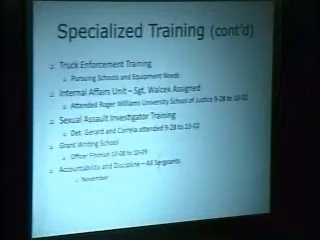 Specialized Training (cont'd)
Truck Enforcement Training
Pursuing Schools and Equipment Needs
Internal Affairs Unit – Sgt. Walcek Assigned
Attended Roger Williams University School of Justice 9-28 to 10-02
Sexual Assault Investigator Training
Det. Gerard and Correia attended 9-28 to 10-02
Grant Writing School
Officer Pitman 10-08 to 10-09
Accountability and Discipline – All Sergeants
November